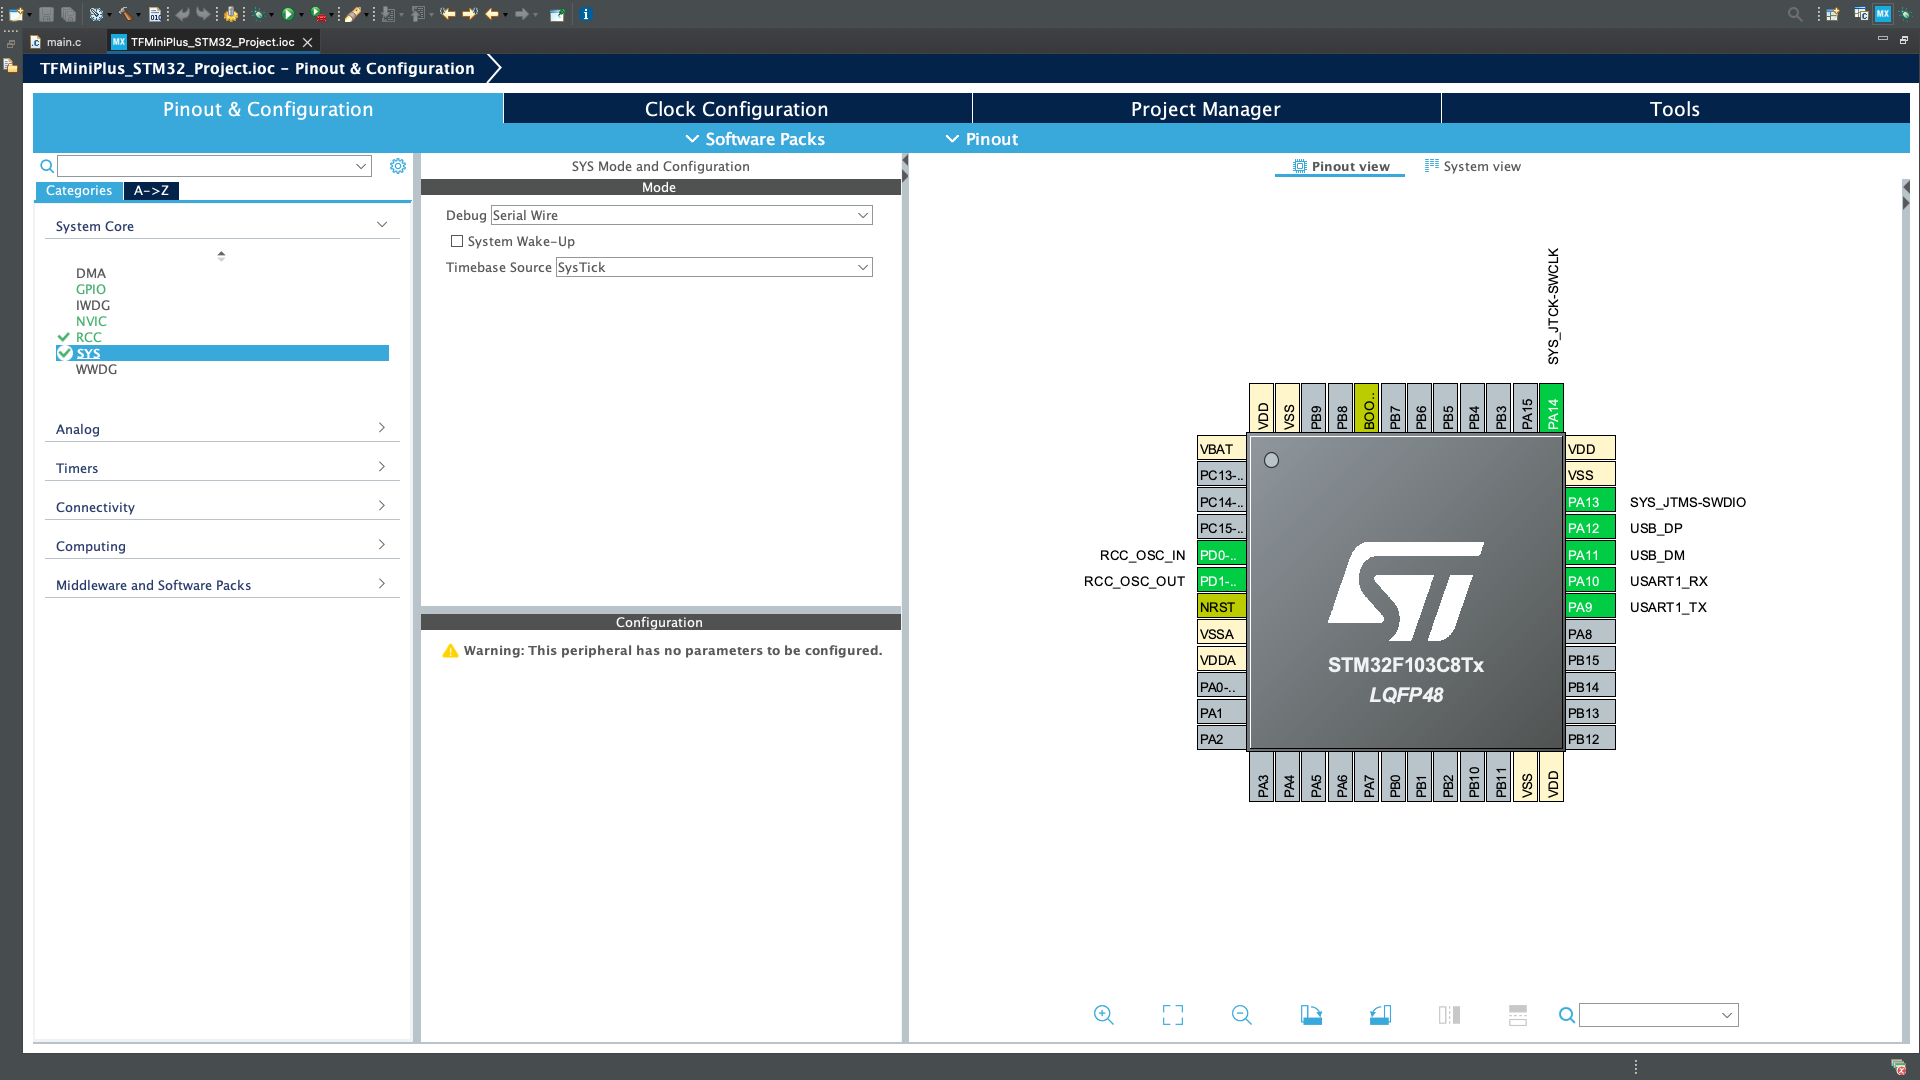 main.c
MX TFMiniPlus_STM32_Project.ioc
MX
TFMiniPlus_STM32_Project.ioc - Pinout & Configuration
Pinout & Configuration
Clock Configuration
Project Manager
Tools
Software Packs
Pinout
Categories
A->Z
System Core
DMA
GPIO
IWDG
NVIC
RCC
SYS
WWDG
Analog
Timers
Connectivity
Computing
Middleware and Software Packs
SYS Mode and Configuration
Mode
Debug Serial Wire
System Wake-Up
Timebase Source SysTick
Configuration
Warning: This peripheral has no parameters to be configured.
Pinout view
System view
SYS_JTCK-SWCLK
VDD
VSS
PB9
PB8
BOO..
PB7
PB6
PB5
PB4
PB3
PA15
PA14
VBAT
PC13-..
PC14-..
PC15-..
RCC_OSC_IN PD0-..
RCC_OSC_OUT PD1-..
NRST
VSSA
VDDA
PA0-..
PA1
PA2
VDD
VSS
PA13 SYS_JTMS-SWDIO
PA12 USB_DP
PA11 USB_DM
PA10 USART1_RX
PA9 USART1_TX
PA8
PB15
PB14
PB13
PB12
ST
STM32F103C8Tx
LQFP48
PA3
PA4
PA5
PA6
PA7
PB0
PB1
PB2
PB10
PB11
VSS
VDD